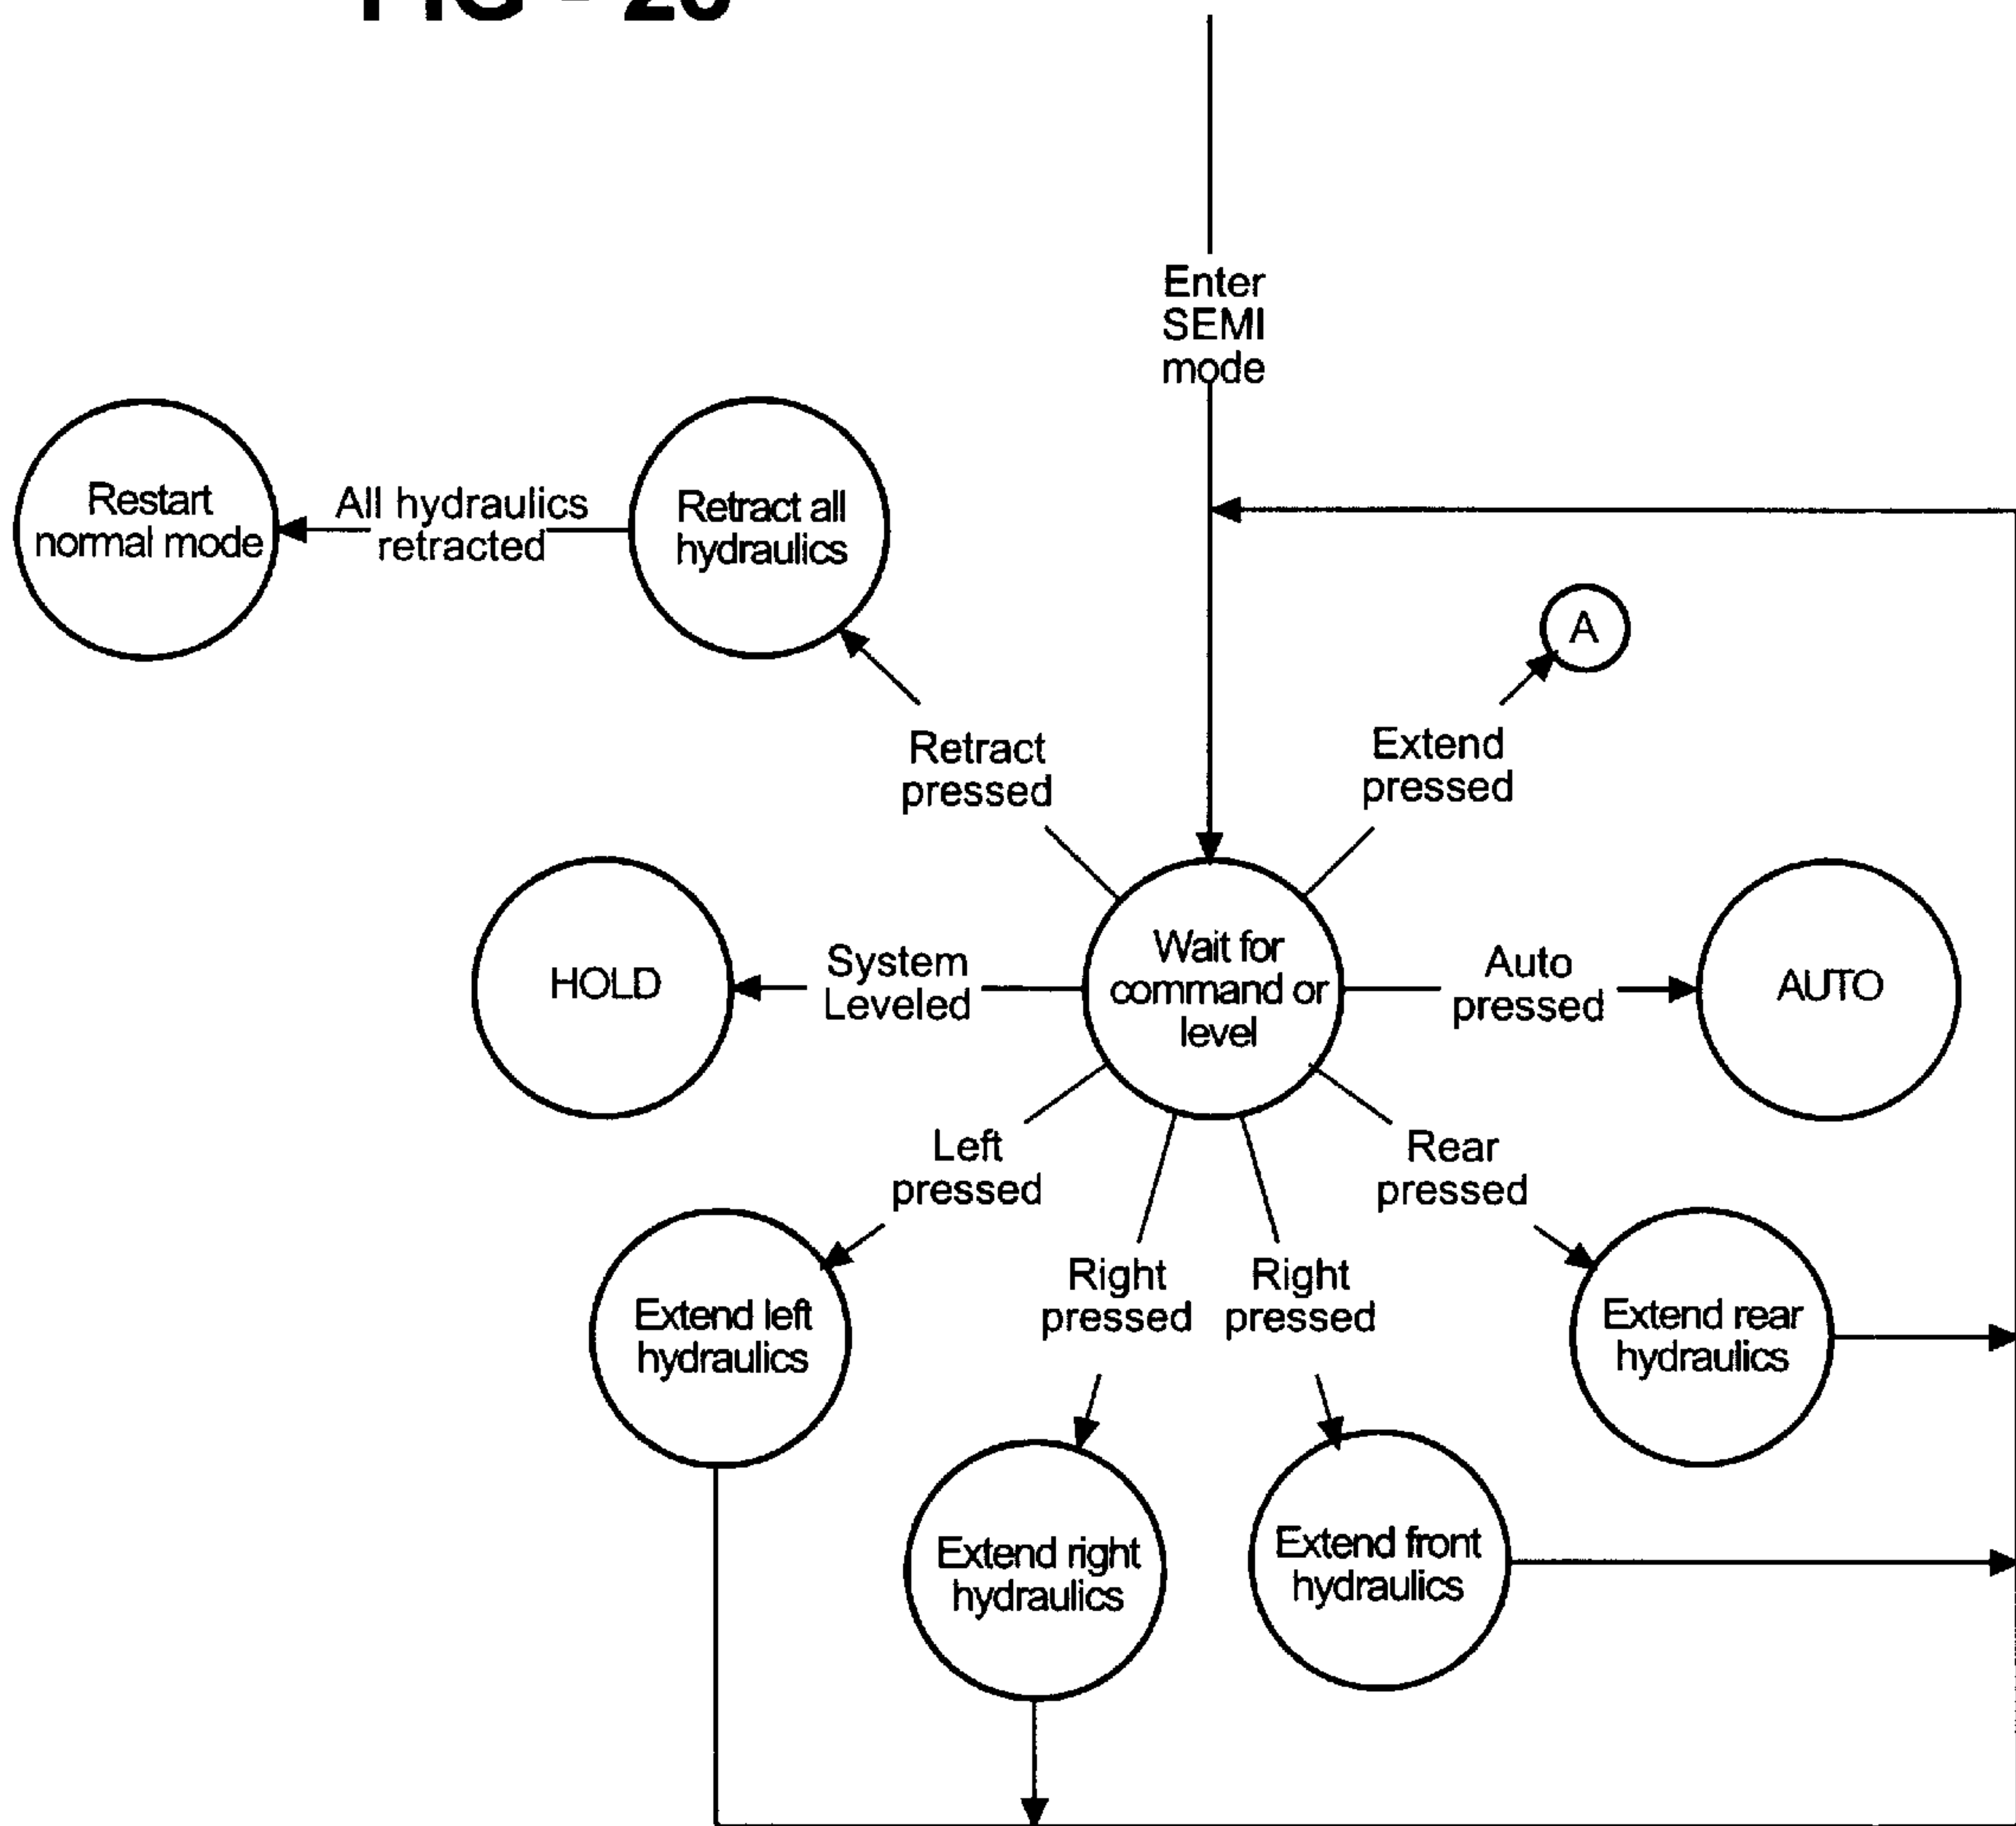 FIG - 20
Enter
SEMI
mode
Restart
normal mode
All hydraulics
retracted
Retract all
hydraulics
A
Retract
pressed
Extend
pressed
HOLD
System
Leveled
Wait for
command or
level
Auto
pressed
AUTO
Left
pressed
Rear
pressed
Right
pressed
Right
pressed
Extend left
hydraulics
Extend rear
hydraulics
Extend right
hydraulics
Extend front
hydraulics